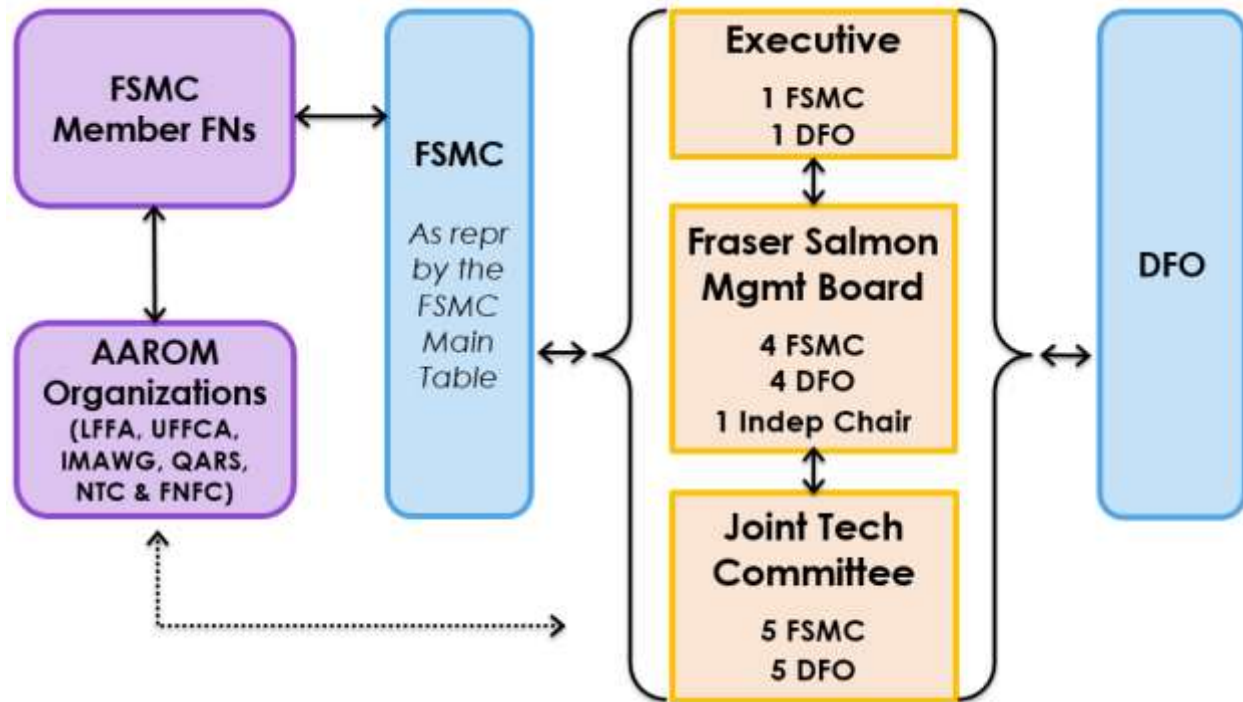 FSMC
Member FNs
AAROM
Organizations
(LFFA, UFFCA,
IMAWG, QARS,
NTC & FNFC)
FSMC
As repr
by the
FSMC
Main
Table
Executive
1 FSMC
1 DFO
Fraser Salmon
Mgmt Board
4 FSMC
4 DFO
1 Indep Chair
Joint Tech
Committee
5 FSMC
5 DFO
DFO